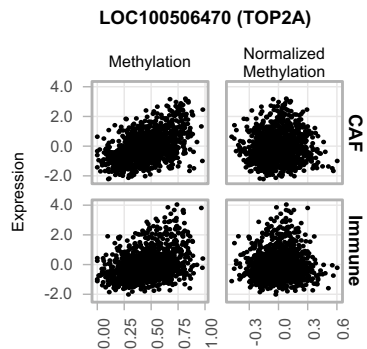 LOC100506470 (TOP2A)
Methylation
Normalized
Methylation
Expression
4.0
2.0
0.0
-2.0
CAF
4.0
2.0
0.0
-2.0
Immune
0.00
0.25
0.50
0.75
1.00
-0.3
0.0
0.3
0.6